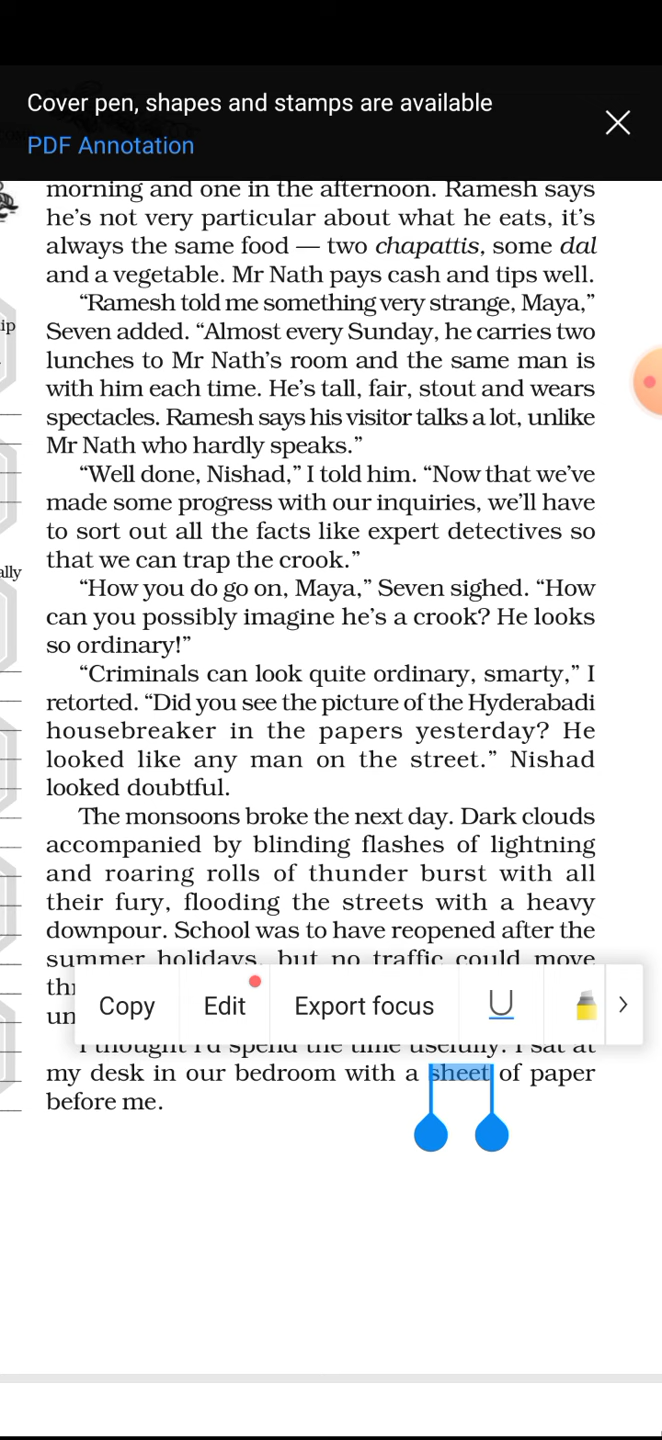 Cover pen, shapes and stamps are available
PDF Annotation
morning and one in the afternoon. Ramesh says
he's not very particular about what he eats, it's
always the same food — two chapattis, some dal
and a vegetable. Mr Nath pays cash and tips well.
“Ramesh told me something very strange, Maya,”
ip
Seven added. “Almost every Sunday, he carries two
lunches to Mr Nath's room and the same man is
with him each time. He's tall, fair, stout and wears
spectacles. Ramesh says his visitor talks a lot, unlike
Mr Nath who hardly speaks.”
“Well done, Nishad,” I told him. “Now that we've
made some progress with our inquiries, we'll have
to sort out all the facts like expert detectives so
that we can trap the crook.”
ally
“How you do go on, Maya,” Seven sighed. “How
can you possibly imagine he's a crook? He looks
so ordinary!”
“Criminals can look quite ordinary, smarty,” I
retorted. “Did you see the picture of the Hyderabadi
housebreaker in the papers yesterday? He
looked like any man on the street.” Nishad
looked doubtful.
The monsoons broke the next day. Dark clouds
accompanied by blinding flashes of lightning
and roaring rolls of thunder burst with all
their fury, flooding the streets with a heavy
downpour. School was to have reopened after the
summer holidays, but no traffic could move
Copy Edit Export focus U
I thought I'd spend the time usefully. I sat at
my desk in our bedroom with a sheet of paper
before me.